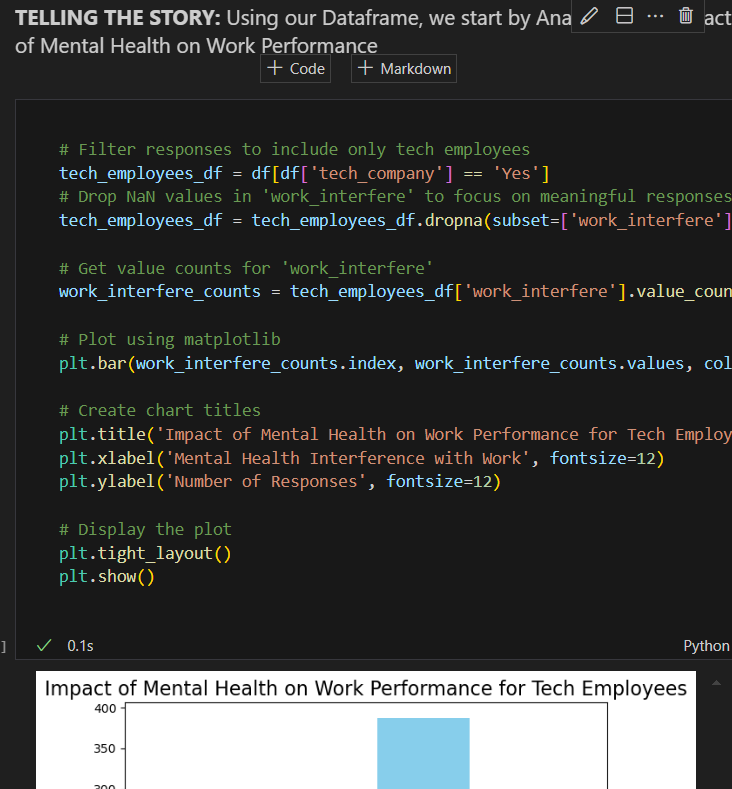 TELLING THE STORY: Using our Dataframe, we start by Ana act
of Mental Health on Work Performance
+ Code + Markdown
# Filter responses to include only tech employees
tech_employees_df = df[df['tech_company'] == 'Yes']
# Drop NaN values in 'work_interfere' to focus on meaningful responses
tech_employees_df = tech_employees_df.dropna(subset=['work_interfere']
# Get value counts for 'work_interfere'
work_interfere_counts = tech_employees_df['work_interfere'].value_coun
# Plot using matplotlib
plt.bar(work_interfere_counts.index, work_interfere_counts.values, col
# Create chart titles
plt.title('Impact of Mental Health on Work Performance for Tech Employ
plt.xlabel('Mental Health Interference with Work', fontsize=12)
plt.ylabel('Number of Responses', fontsize=12)
# Display the plot
plt.tight_layout()
plt.show()
] ✓ 0.1s Python
Impact of Mental Health on Work Performance for Tech Employees
400
350
300